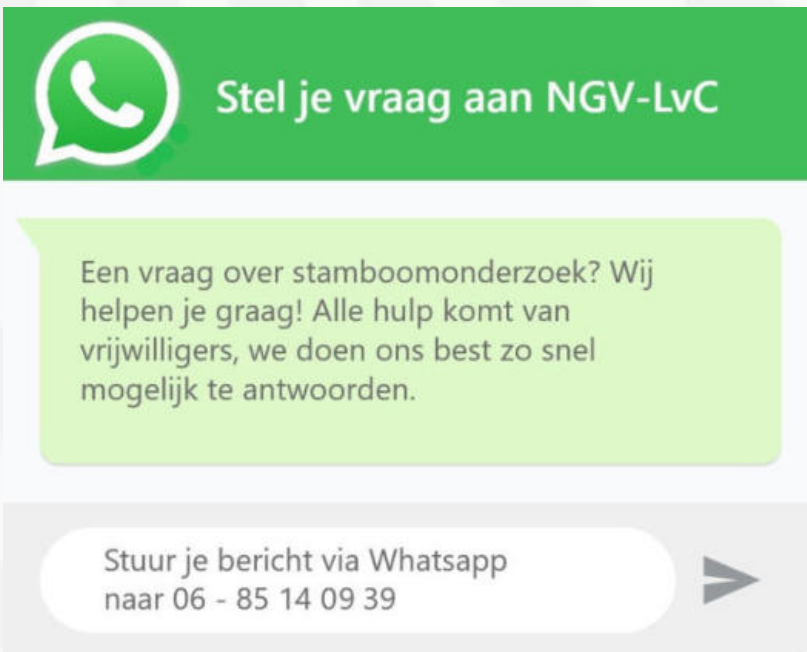 Stel je vraag aan NGV-LvC
Een vraag over stamboomonderzoek? Wij
helpen je graag! Alle hulp komt van
vrijwilligers, we doen ons best zo snel
mogelijk te antwoorden.
Stuur je bericht via Whatsapp
naar 06 - 85 14 09 39